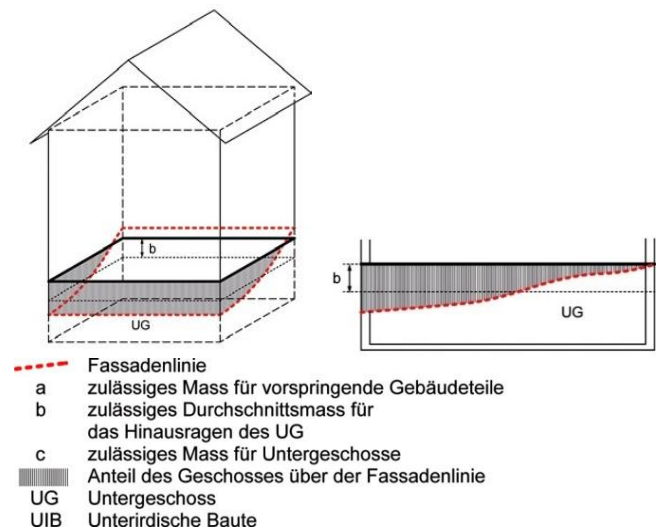 b
UG
b
UG
Fassadenlinie
a zulässiges Mass für vorspringende Gebäudeteile
b zulässiges Durchschnittsmass für
das Hinausragen des UG
c zulässiges Mass für Untergeschosse
Anteil des Geschosses über der Fassadenlinie
UG Untergeschoss
UIB Unterirdische Baute